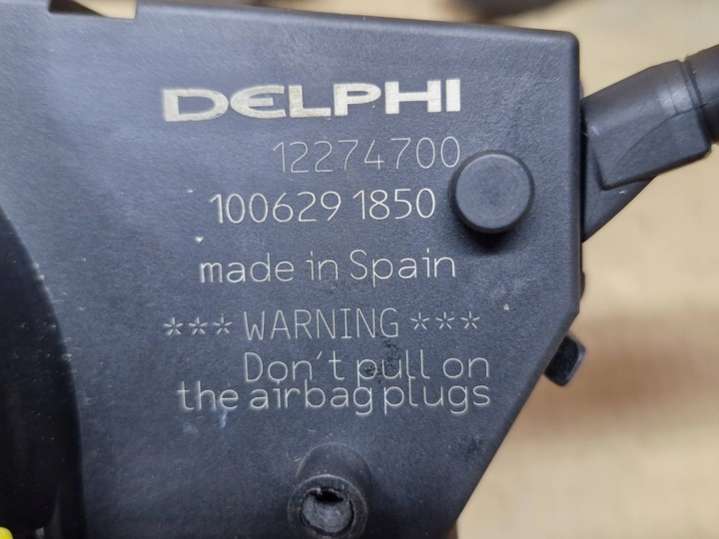 DELPHI
12274700
100629 1850
made in Spain
*** WARNING ***
Don't pull on
the airbag plugs